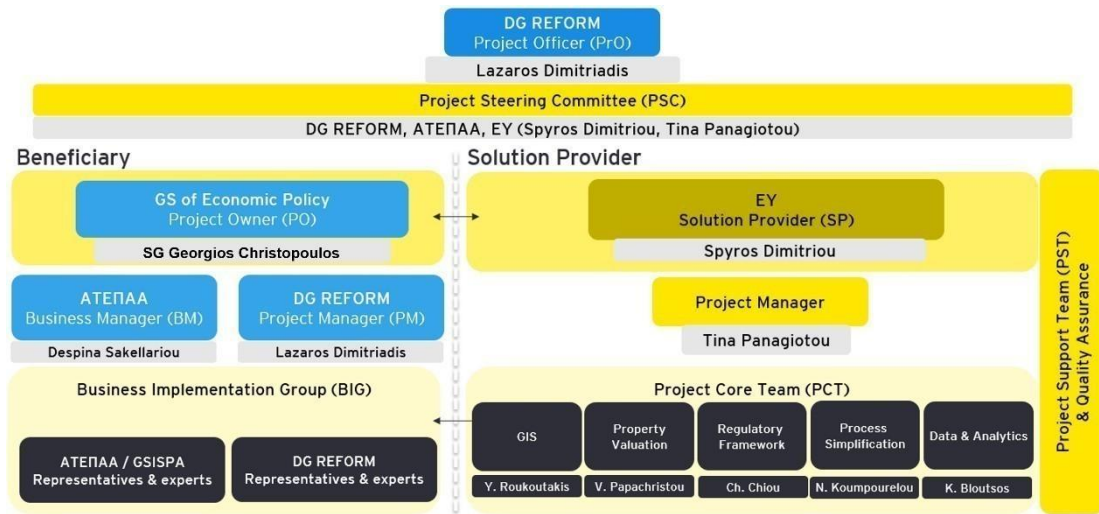 DG REFORM
Project Officer (PrO)
Lazaros Dimitriadis
Project Steering Committee (PSC)
DG REFORM, ΑΤΕΠΑΑ, EY (Spyros Dimitriou, Tina Panagiotou)
Beneficiary
Solution Provider
GS of Economic Policy
Project Owner (PO)
SG Georgios Christopoulos
EY
Solution Provider (SP)
Spyros Dimitriou
ΑΤΕΠΑΑ
Business Manager (BM)
Despina Sakellariou
DG REFORM
Project Manager (PM)
Lazaros Dimitriadis
Project Manager
Tina Panagiotou
Business Implementation Group (BIG)
ΑΤΕΠΑΑ / GSISPA
Representatives & experts
DG REFORM
Representatives & experts
Project Core Team (PCT)
GIS
Y. Roukoutakis
Property
Valuation
V. Papachristou
Regulatory
Framework
Ch. Chiou
Process
Simplification
N. Koumpourelou
Data & Analytics
K. Bloutsos
Project Support Team (PST)
& Quality Assurance